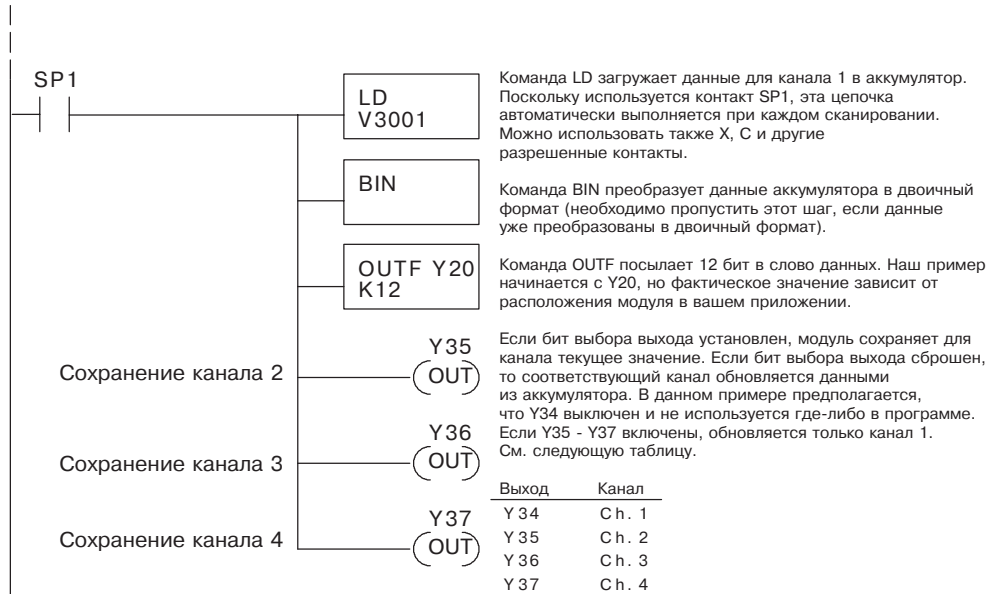 SP1
LD
V3001
Команда LD загружает данные для канала 1 в аккумулятор.
Поскольку используется контакт SP1, эта цепочка
автоматически выполняется при каждом сканировании.
Можно использовать также X, C и другие
разрешенные контакты.
BIN
Команда BIN преобразует данные аккумулятора в двоичный
формат (необходимо пропустить этот шаг, если данные
уже преобразованы в двоичный формат).
OUTF Y20
K12
Команда OUTF посылает 12 бит в слово данных. Наш пример
начинается с Y20, но фактическое значение зависит от
расположения модуля в вашем приложении.
Сохранение канала 2
Y35
OUT
Если бит выбора выхода установлен, модуль сохраняет для
канала текущее значение. Если бит выбора выхода сброшен,
то соответствующий канал обновляется данными
из аккумулятора. В данном примере предполагается,
что Y34 выключен и не используется где-либо в программе.
Если Y35 - Y37 включены, обновляется только канал 1.
См. следующую таблицу.
Сохранение канала 3
Y36
OUT
Сохранение канала 4
Y37
OUT
Выход Канал
Y34 Ch. 1
Y35 Ch. 2
Y36 Ch. 3
Y37 Ch. 4